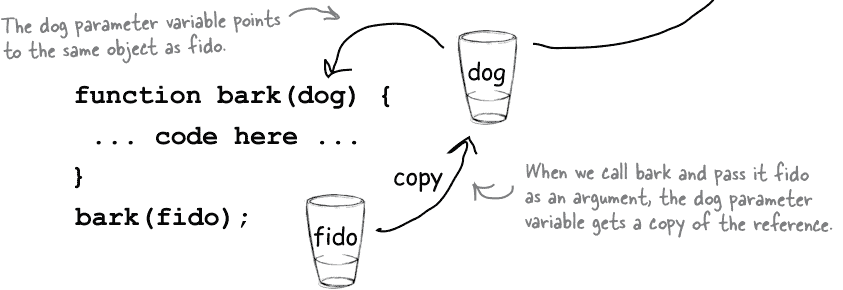 The dog parameter variable points
to the same object as fido.
dog
function bark(dog) {
... code here ...
}
bark(fido);
copy
fido
When we call bark and pass it fido
as an argument, the dog parameter
variable gets a copy of the reference.